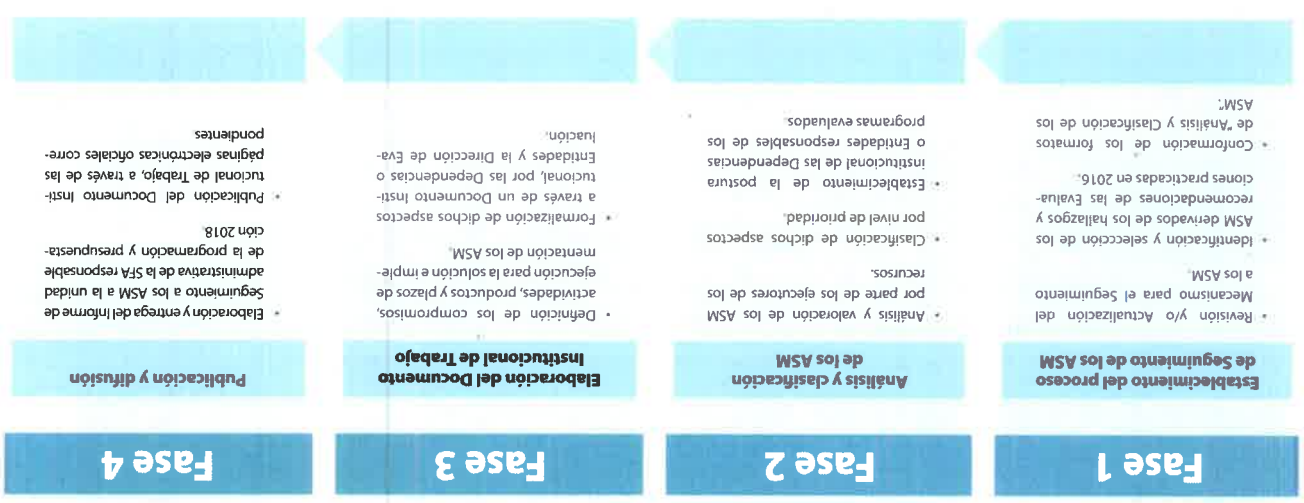 Fase 1
Establecimiento del proceso
de Seguimiento de los ASM
• Revisión y/o Actualización del
Mecanismo para el Seguimiento
a los ASM.
• Identificación y selección de los
ASM derivados de los hallazgos y
recomendaciones de las Evalua-
ciones practicadas en 2016.
• Conformación de los formatos
de "Análisis y Clasificación de los
ASM".
Fase 2
Análisis y clasificación
de los ASM
• Análisis y valoración de los ASM
por parte de los ejecutores de los
recursos.
• Clasificación de dichos aspectos
por nivel de prioridad.
• Establecimiento de la postura
institucional de las Dependencias
o Entidades responsables de los
programas evaluados.
Fase 3
Elaboración del Documento
Institucional de Trabajo
• Definición de los compromisos,
actividades, productos y plazos de
ejecución para la solución e imple-
mentación de los ASM.
• Formalización de dichos aspectos
a través de un Documento Insti-
tucional, por las Dependencias o
Entidades y la Dirección de Eva-
luación.
Fase 4
Publicación y difusión
• Elaboración y entrega del Informe de
Seguimiento a los ASM a la unidad
administrativa de la SFA responsable
de la programación y presupuesta-
ción 2018.
• Publicación del Documento Insti-
tucional de Trabajo, a través de las
páginas electrónicas oficiales corre-
pondientes